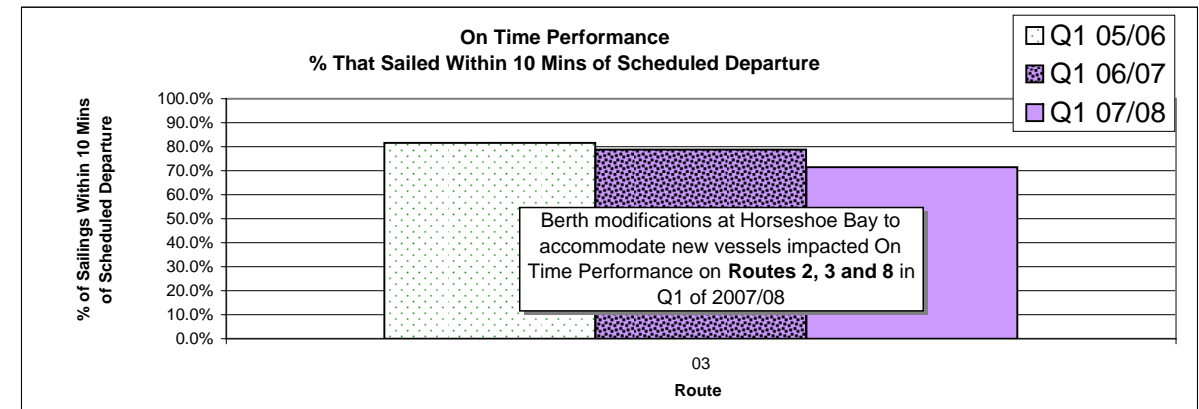 On Time Performance
% That Sailed Within 10 Mins of Scheduled Departure
Q1 05/06
Q1 06/07
Q1 07/08
% of Sailings Within 10 Mins
of Scheduled Departure
100.0%
90.0%
80.0%
70.0%
60.0%
50.0%
40.0%
30.0%
20.0%
10.0%
0.0%
Berth modifications at Horseshoe Bay to
accommodate new vessels impacted On
Time Performance on Routes 2, 3 and 8 in
Q1 of 2007/08
03
Route